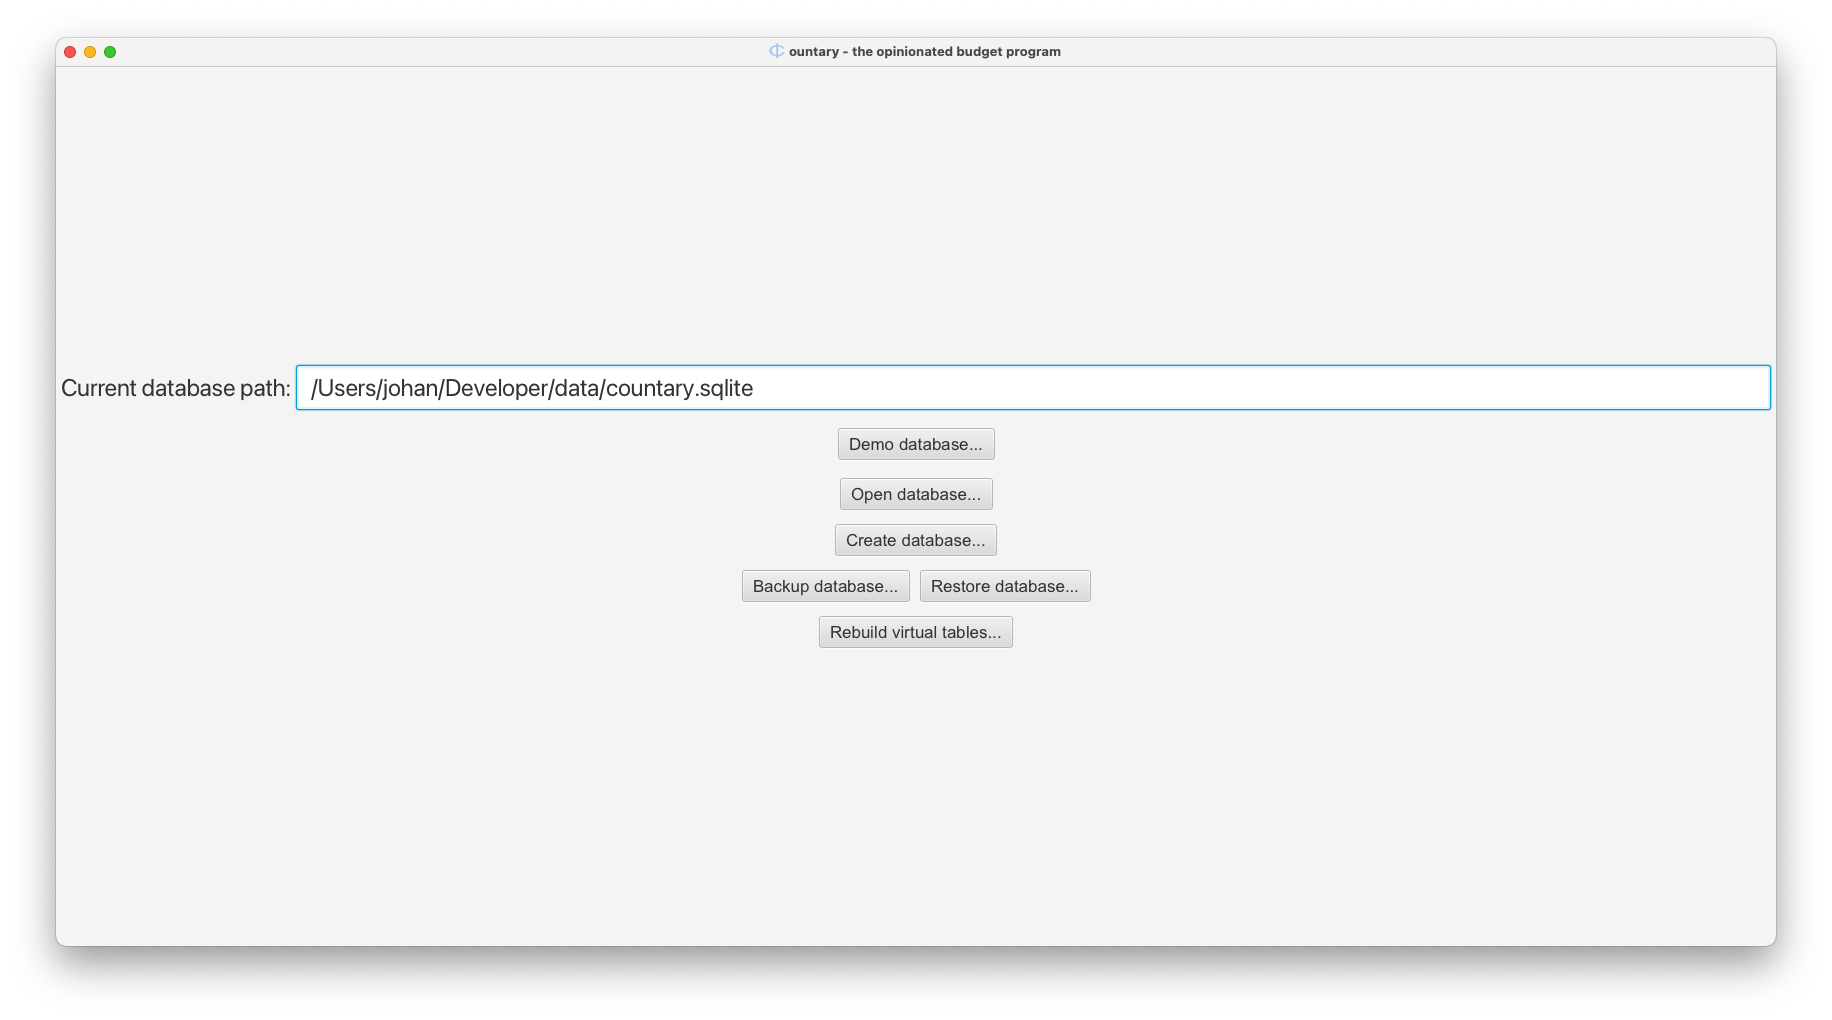 ountary - the opinionated budget program
Current database path: /Users/johan/Developer/data/countary.sqlite
Demo database...
Open database...
Create database...
Backup database... Restore database...
Rebuild virtual tables...